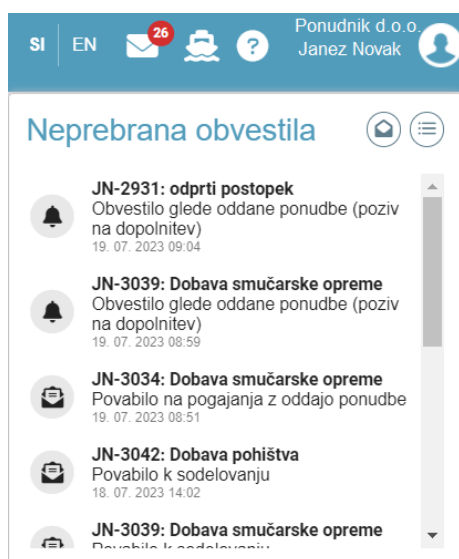 SI EN 26 ? Ponudnik d.o.o.
Janez Novak
Neprebrana obvestila
JN-2931: odprti postopek
Obvestilo glede oddane ponudbe (poziv
na dopolnitev)
19. 07. 2023 09:04
JN-3039: Dobava smučarske opreme
Obvestilo glede oddane ponudbe (poziv
na dopolnitev)
19. 07. 2023 08:59
JN-3034: Dobava smučarske opreme
Povabilo na pogajanja z oddajo ponudbe
19. 07. 2023 08:51
JN-3042: Dobava pohištva
Povabilo k sodelovanju
18. 07. 2023 14:02
JN-3039: Dobava smučarske opreme
Povabilo k sodelovanju